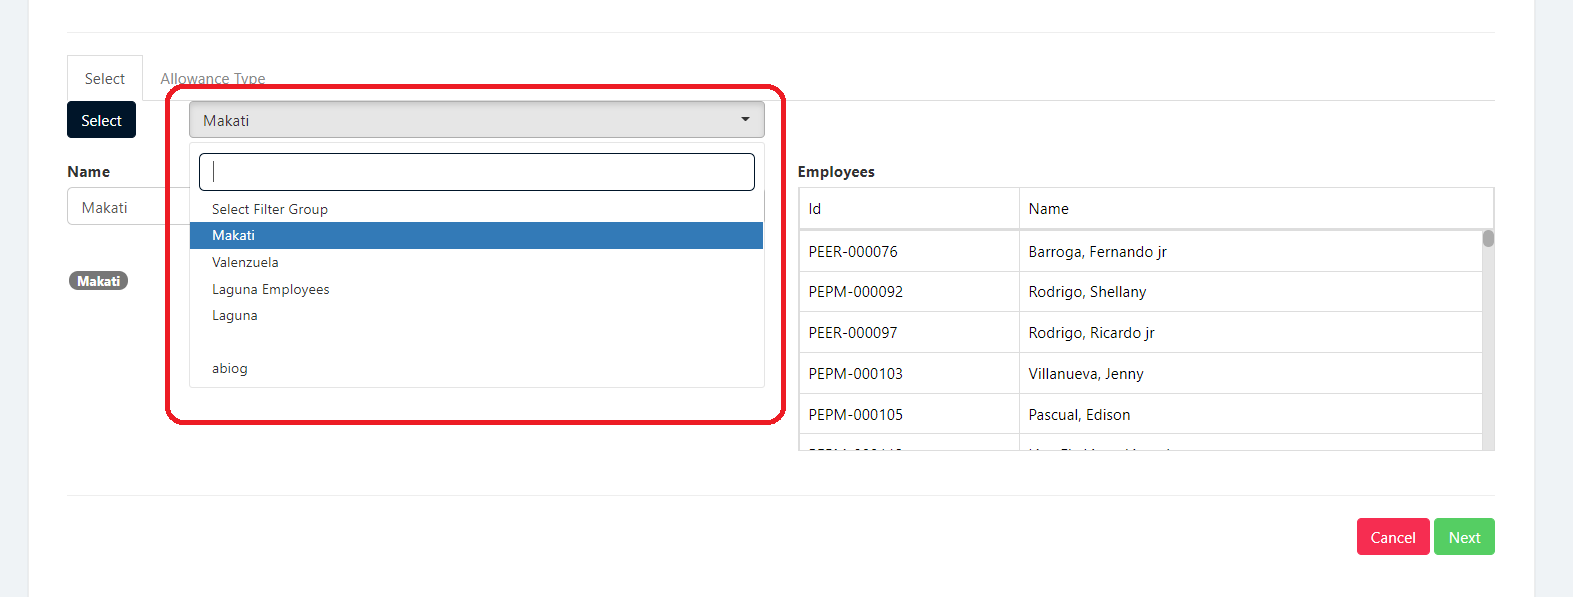 Select
Allowance Type
Select
Makati
Name
Makati
Makati
Select Filter Group
Makati
Valenzuela
Laguna Employees
Laguna
abiog
Employees
Id Name
PEER-000076 Barroga, Fernando jr
PEPM-000092 Rodrigo, Shellany
PEER-000097 Rodrigo, Ricardo jr
PEPM-000103 Villanueva, Jenny
PEPM-000105 Pascual, Edison
Cancel
Next